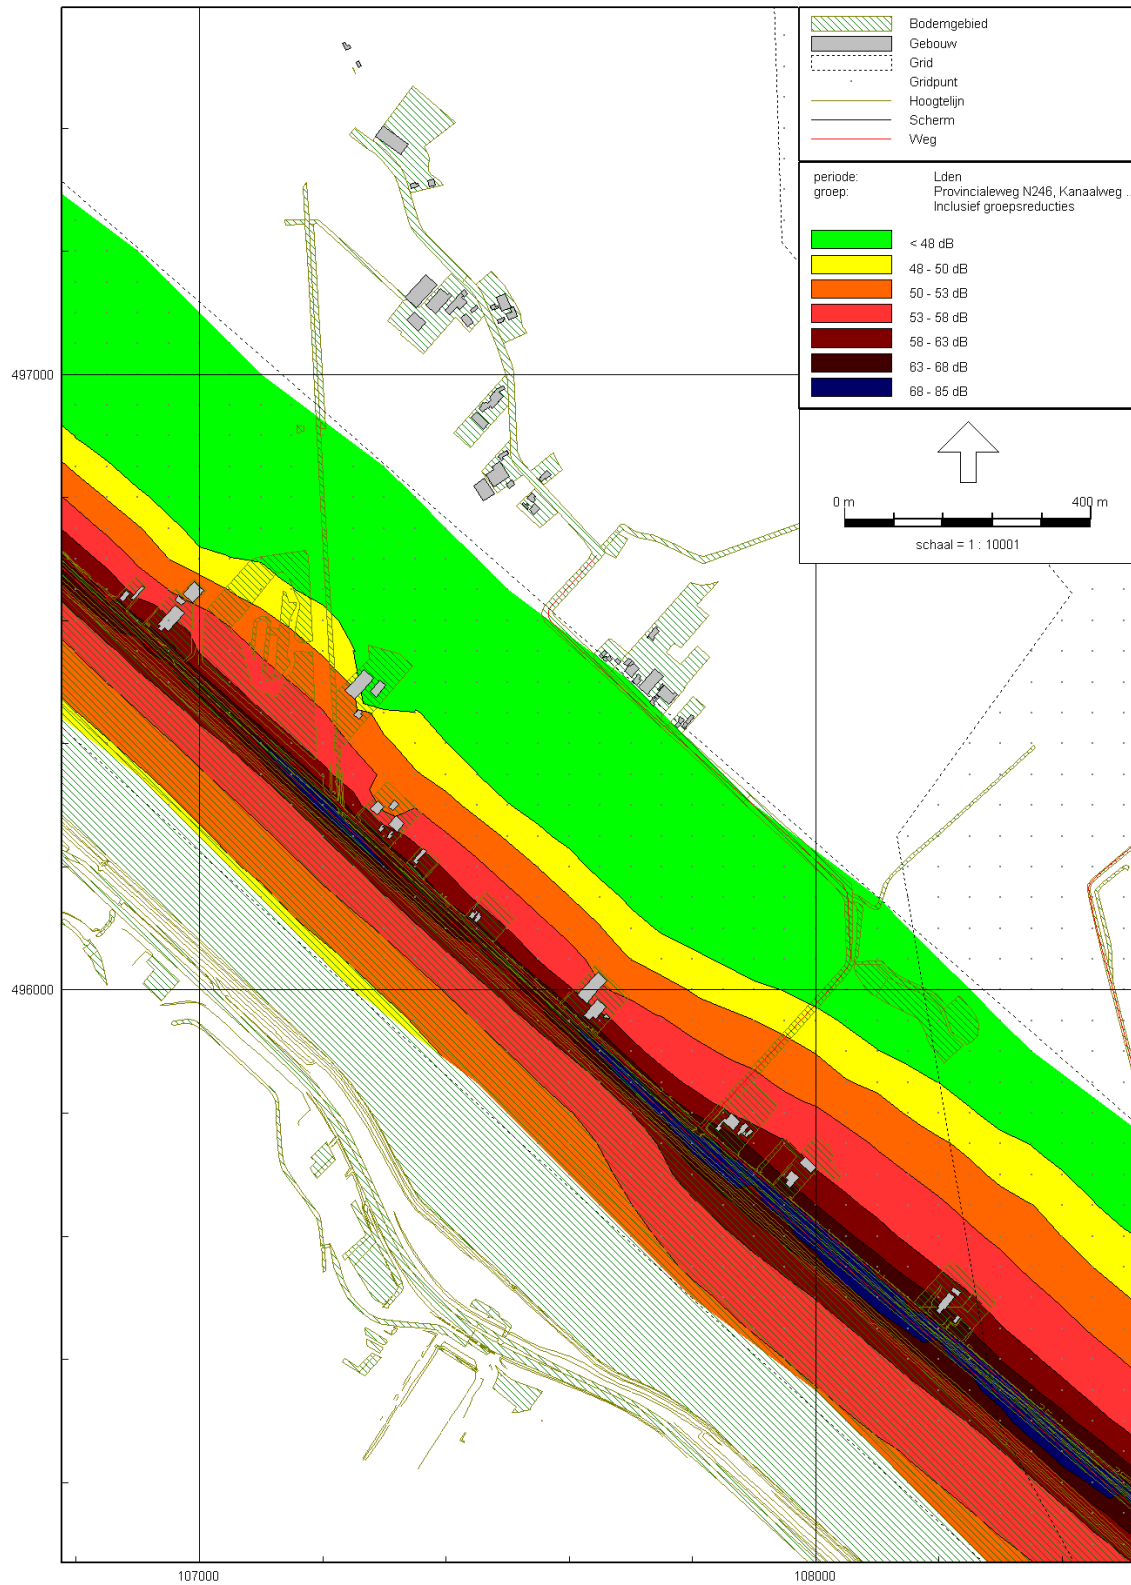 Bodemgebied
Gebouw
Grid
Gridpunt
Hoogtelijn
Scherm
Weg
periode: Lden
groep: Provincialeweg N246, Kanaalweg ..
Inclusief groepsreducties
< 48 dB
48 - 50 dB
50 - 53 dB
53 - 58 dB
58 - 63 dB
63 - 68 dB
68 - 85 dB
0 m 400 m
schaal = 1 : 10001
497000
496000
107000 108000